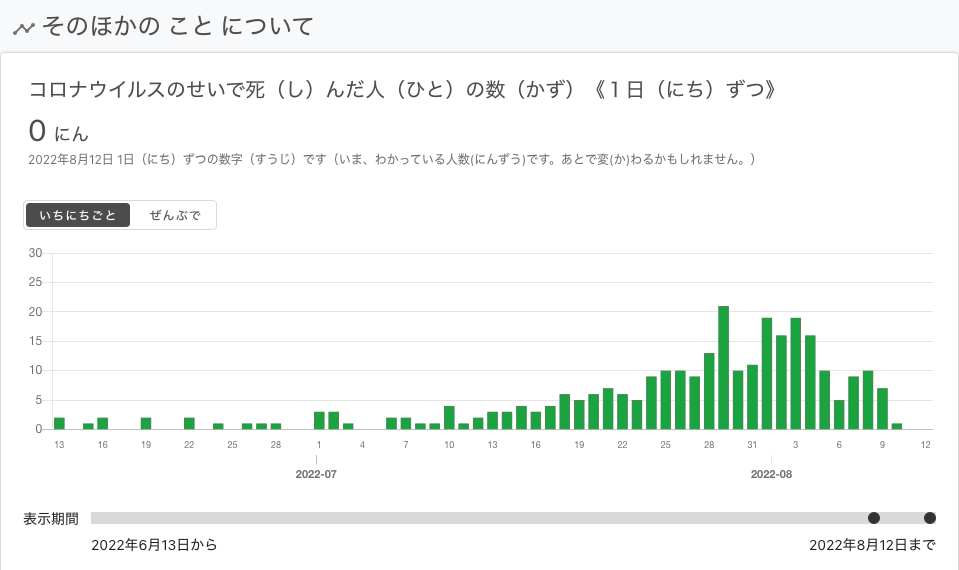 そのほかの こと について
コロナウイルスのせいで死（し）んだ人（ひと）の数（かず）《１日（にち）ずつ》
0 にん
2022年8月12日 1日（にち）ずつの数字（すうじ）です（いま、わかっている人数(にんずう)です。あとで変(か)わるかもしれません。）
いちにちごと ぜんぶで
30
25
20
15
10
5
0
13 16 19 22 25 28 1 4 7 10 13 16 19 22 25 28 31 3 6 9 12
2022-07 2022-08
表示期間
2022年6月13日から 2022年8月12日まで